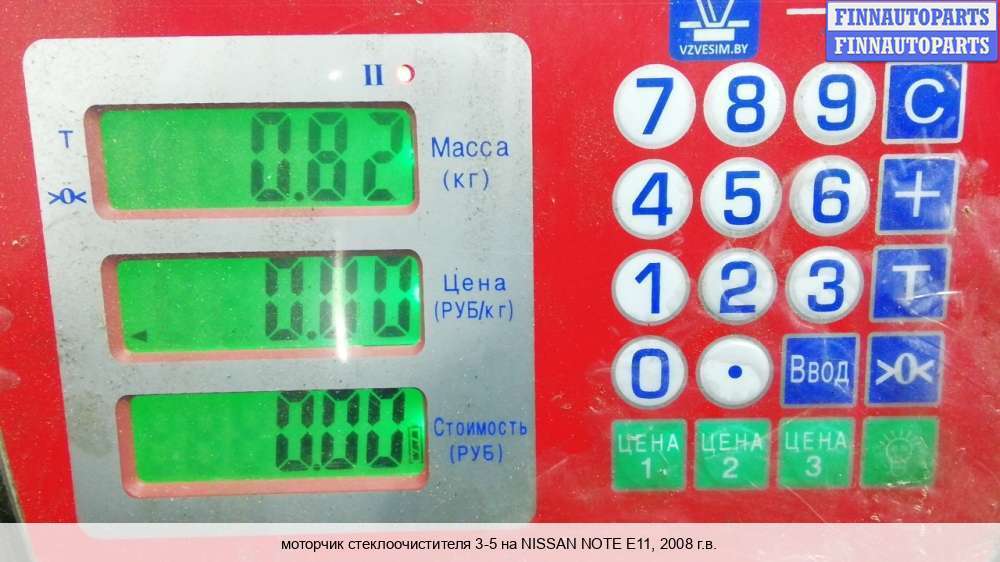 FINNAUTOPARTS
FINNAUTOPARTS
VZVESIM.BY
II
T
>0<
0.82
Масса
(кг)
0.00
Цена
(РУБ/кг)
0.00
Стоимость
(РУБ)
7 8 9 C
4 5 6 +
1 2 3 T
0 . Ввод >0<
ЦЕНА 1 ЦЕНА 2 ЦЕНА 3
моторчик стеклоочистителя 3-5 на NISSAN NOTE E11, 2008 г.в.